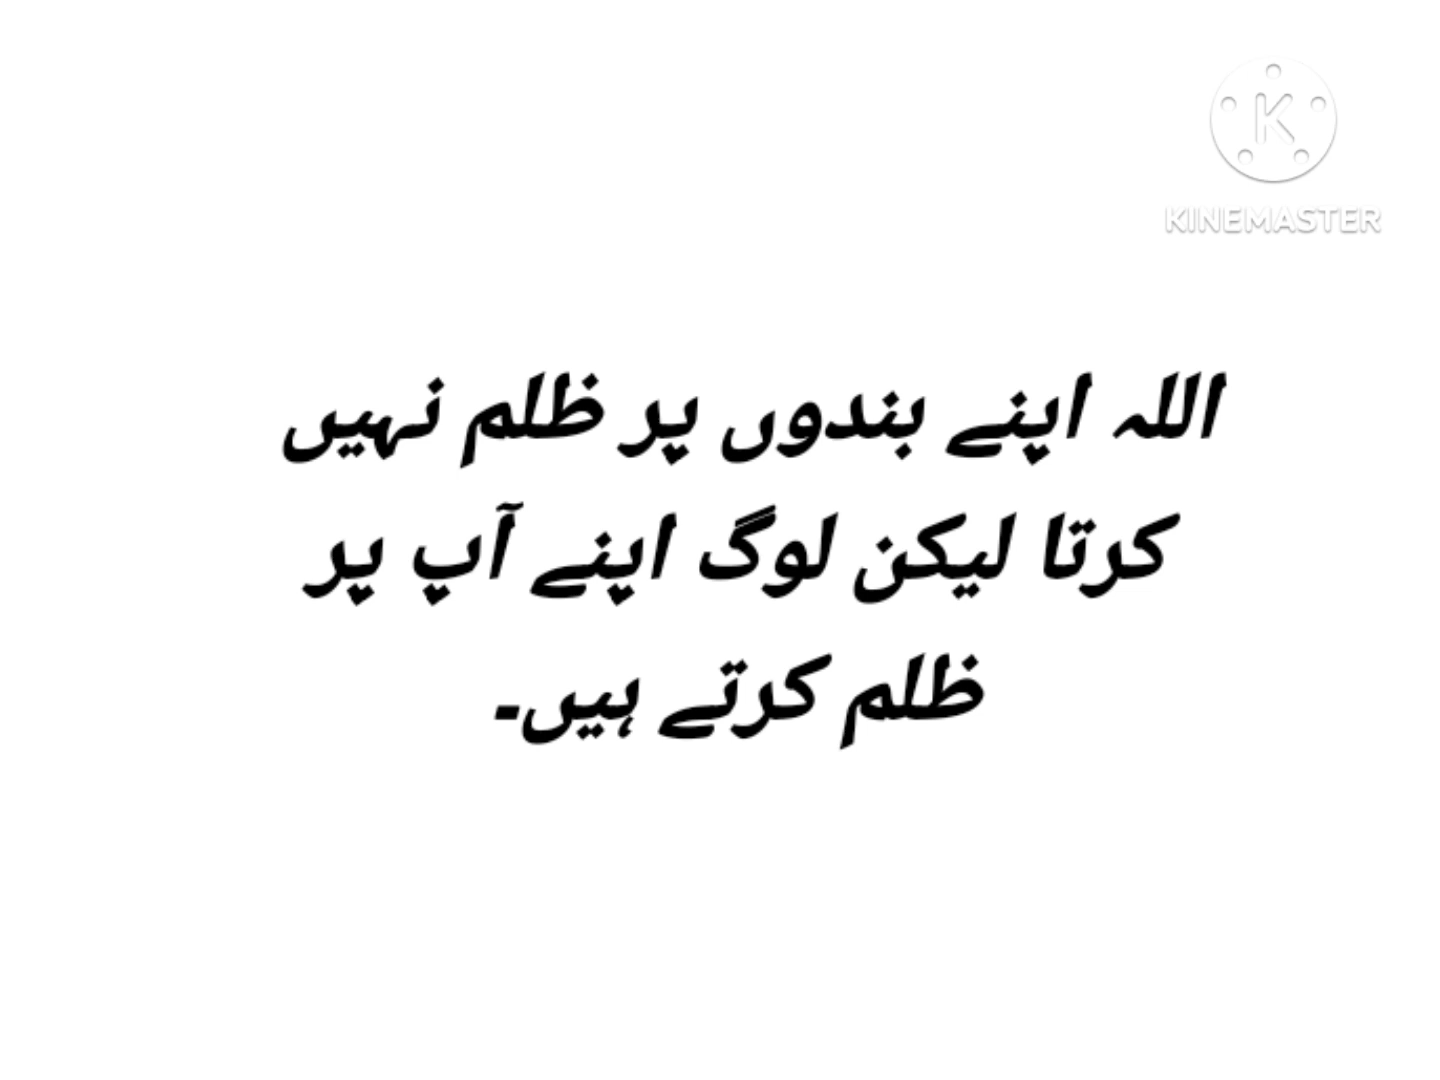 KINEMASTER
اللہ اپنے بندوں پر ظلم نہیں
کرتا لیکن لوگ اپنے آپ پر
ظلم کرتے ہیں۔